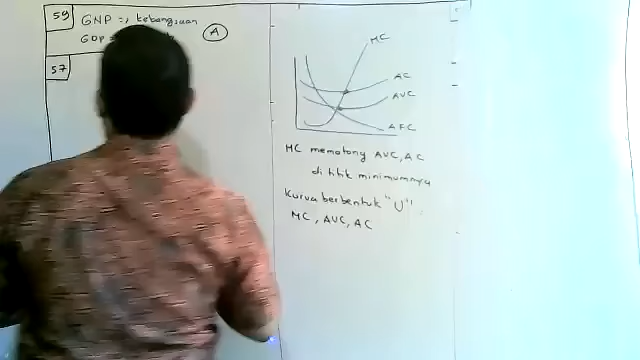 59 GNP => kebangsaan
GDP =
A
57
MC
AC
AVC
AFC
MC memotong AVC, AC
di titik minimumnya
Kurva berbentuk "U" :
MC, AVC, AC